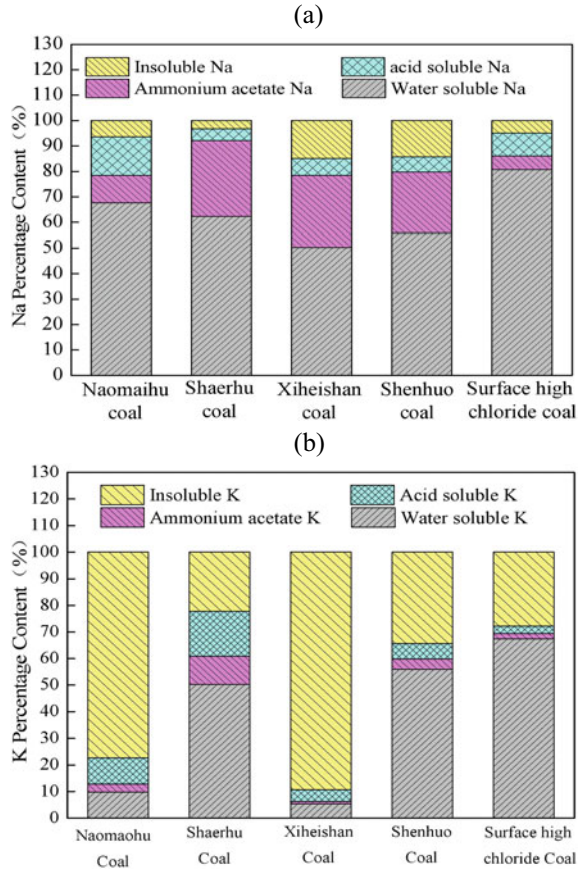 (a)
130
120
110
100
90
80
70
60
50
40
30
20
10
0
Na Percentage Content (%)
Insoluble Na
acid soluble Na
Ammonium acetate Na
Water soluble Na
Naomaihu coal
Shaerhu coal
Xiheishan coal
Shenhuo coal
Surface high chloride coal
(b)
130
120
110
100
90
80
70
60
50
40
30
20
10
0
K Percentage Content (%)
Insoluble K
Acid soluble K
Ammonium acetate K
Water soluble K
Naomaohu Coal
Shaerhu Coal
Xiheishan Coal
Shenhuo Coal
Surface high chloride Coal